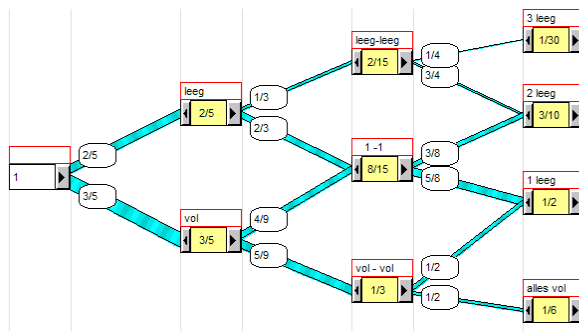 1
2/5
3/5
leeg
2/5
vol
3/5
1/3
2/3
4/9
5/9
leeg-leeg
2/15
1 -1
8/15
vol - vol
1/3
1/4
3/4
3/8
5/8
1/2
1/2
3 leeg
1/30
2 leeg
3/10
1 leeg
1/2
alles vol
1/6